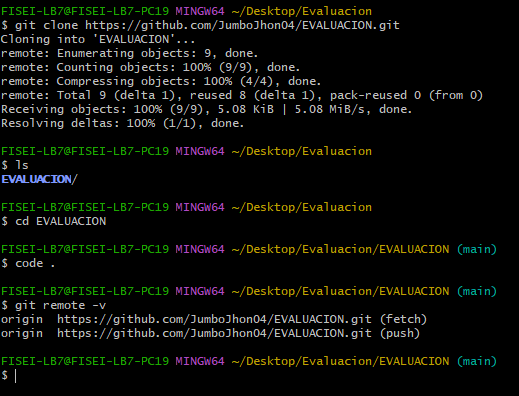 FISEI-LB7@FISEI-LB7-PC19 MINGW64 ~/Desktop/Evaluacion
$ git clone https://github.com/JumboJhon04/EVALUACION.git
Cloning into 'EVALUACION'...
remote: Enumerating objects: 9, done.
remote: Counting objects: 100% (9/9), done.
remote: Compressing objects: 100% (4/4), done.
remote: Total 9 (delta 1), reused 8 (delta 1), pack-reused 0 (from 0)
Receiving objects: 100% (9/9), 5.08 KiB | 5.08 MiB/s, done.
Resolving deltas: 100% (1/1), done.

FISEI-LB7@FISEI-LB7-PC19 MINGW64 ~/Desktop/Evaluacion
$ ls
EVALUACION/

FISEI-LB7@FISEI-LB7-PC19 MINGW64 ~/Desktop/Evaluacion
$ cd EVALUACION

FISEI-LB7@FISEI-LB7-PC19 MINGW64 ~/Desktop/Evaluacion/EVALUACION (main)
$ code .

FISEI-LB7@FISEI-LB7-PC19 MINGW64 ~/Desktop/Evaluacion/EVALUACION (main)
$ git remote -v
origin  https://github.com/JumboJhon04/EVALUACION.git (fetch)
origin  https://github.com/JumboJhon04/EVALUACION.git (push)

FISEI-LB7@FISEI-LB7-PC19 MINGW64 ~/Desktop/Evaluacion/EVALUACION (main)
$